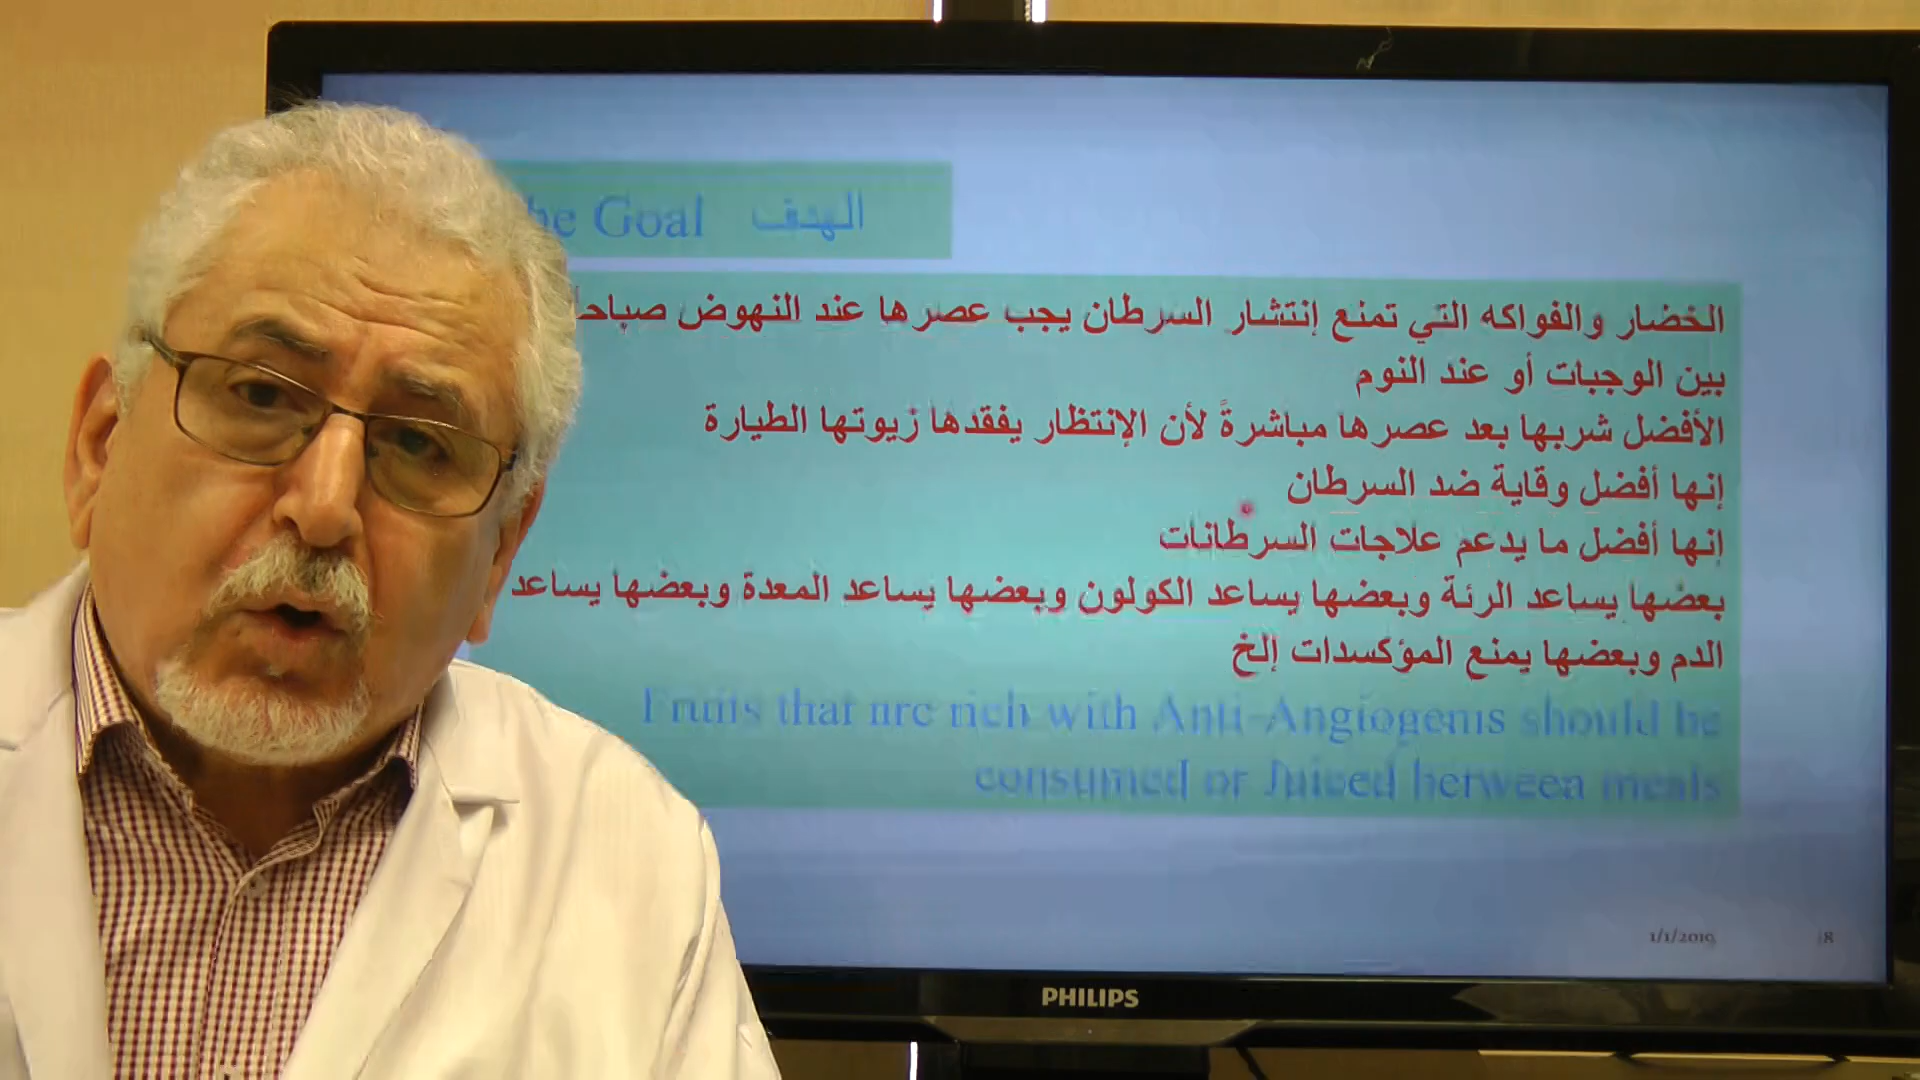 he Goal الهدف
الخضار والفواكه التي تمنع إنتشار السرطان يجب عصرها عند النهوض صباحا
بين الوجبات أو عند النوم
الأفضل شربها بعد عصرها مباشرةً لأن الإنتظار يفقدها زيوتها الطيارة
إنها أفضل وقاية ضد السرطان
إنها أفضل ما يدعم علاجات السرطانات
بعضها يساعد الرئة وبعضها يساعد الكولون وبعضها يساعد المعدة وبعضها يساعد
الدم وبعضها يمنع المؤكسدات إلخ
Fruits that are rich with Anti-Angiogenis should be
consumed or Juiced between meals
1/1/2019 8
PHILIPS